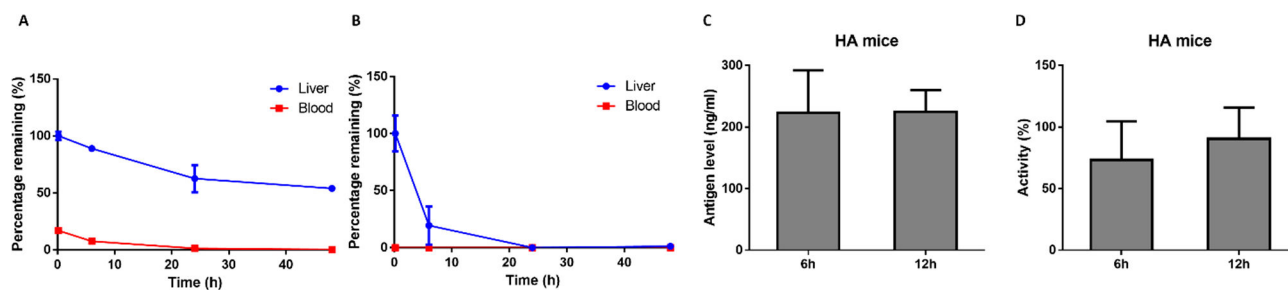 A
Percentage remaining (%)
150
100
50
0
0
10
20
30
40
Time (h)
Liver
Blood
B
Percentage remaining (%)
150
100
50
0
0
10
20
30
40
Time (h)
Liver
Blood
C
HA mice
Antigen level (ng/ml)
300
200
100
0
6h
12h
D
HA mice
Activity (%)
150
100
50
0
6h
12h